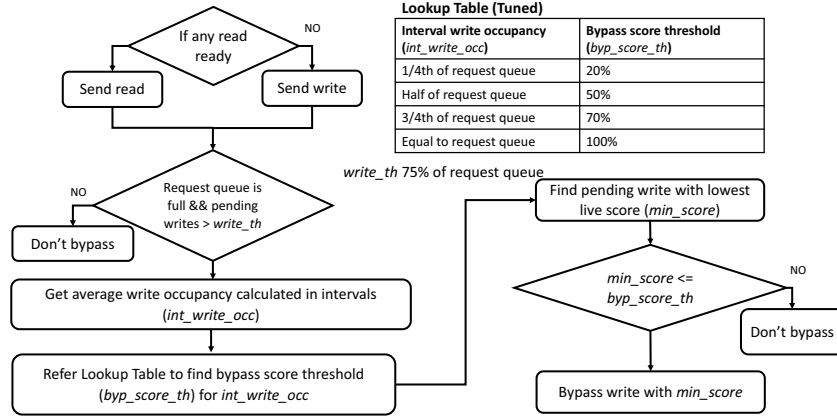 If any read
ready
NO
Send read
Send write
Request queue is
full && pending
writes > write_th
NO
Don't bypass
Get average write occupancy calculated in intervals
(int_write_occ)
Refer Lookup Table to find bypass score threshold
(byp_score_th) for int_write_occ
Lookup Table (Tuned)
Interval write occupancy
(int_write_occ)
Bypass score threshold
(byp_score_th)
1/4th of request queue
20%
Half of request queue
50%
3/4th of request queue
70%
Equal to request queue
100%
write_th 75% of request queue
Find pending write with lowest
live score (min_score)
min_score <=
byp_score_th
NO
Don't bypass
Bypass write with min_score